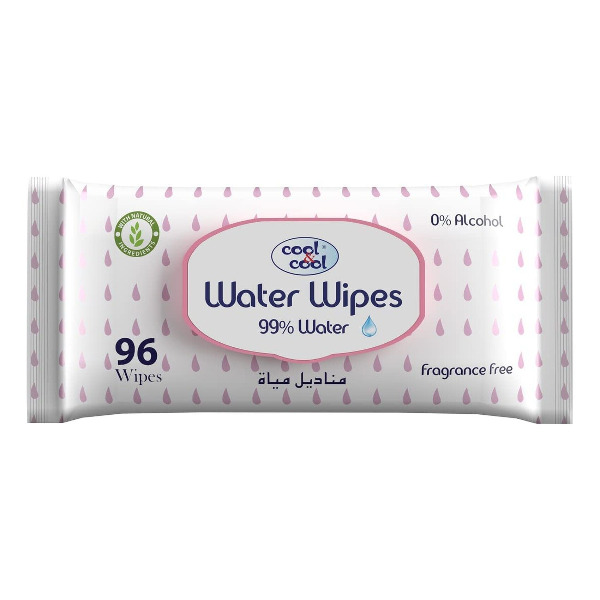 WITH NATURAL
INGREDIENTS
0% Alcohol
cool
&
cool
Water Wipes
99% Water
96
Wipes
مناديل مياة
Fragrance free